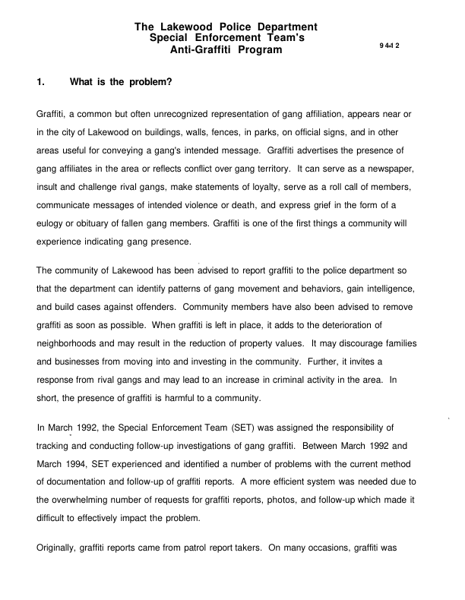 The Lakewood Police Department
Special Enforcement Team's
Anti-Graffiti Program
94-12
1. What is the problem?
Graffiti, a common but often unrecognized representation of gang affiliation, appears near or
in the city of Lakewood on buildings, walls, fences, in parks, on official signs, and in other
areas useful for conveying a gang's intended message. Graffiti advertises the presence of
gang affiliates in the area or reflects conflict over gang territory. It can serve as a newspaper,
insult and challenge rival gangs, make statements of loyalty, serve as a roll call of members,
communicate messages of intended violence or death, and express grief in the form of a
eulogy or obituary of fallen gang members. Graffiti is one of the first things a community will
experience indicating gang presence.
The community of Lakewood has been advised to report graffiti to the police department so
that the department can identify patterns of gang movement and behaviors, gain intelligence,
and build cases against offenders. Community members have also been advised to remove
graffiti as soon as possible. When graffiti is left in place, it adds to the deterioration of
neighborhoods and may result in the reduction of property values. It may discourage families
and businesses from moving into and investing in the community. Further, it invites a
response from rival gangs and may lead to an increase in criminal activity in the area. In
short, the presence of graffiti is harmful to a community.
In March 1992, the Special Enforcement Team (SET) was assigned the responsibility of
tracking and conducting follow-up investigations of gang graffiti. Between March 1992 and
March 1994, SET experienced and identified a number of problems with the current method
of documentation and follow-up of graffiti reports. A more efficient system was needed due to
the overwhelming number of requests for graffiti reports, photos, and follow-up which made it
difficult to effectively impact the problem.
Originally, graffiti reports came from patrol report takers. On many occasions, graffiti was